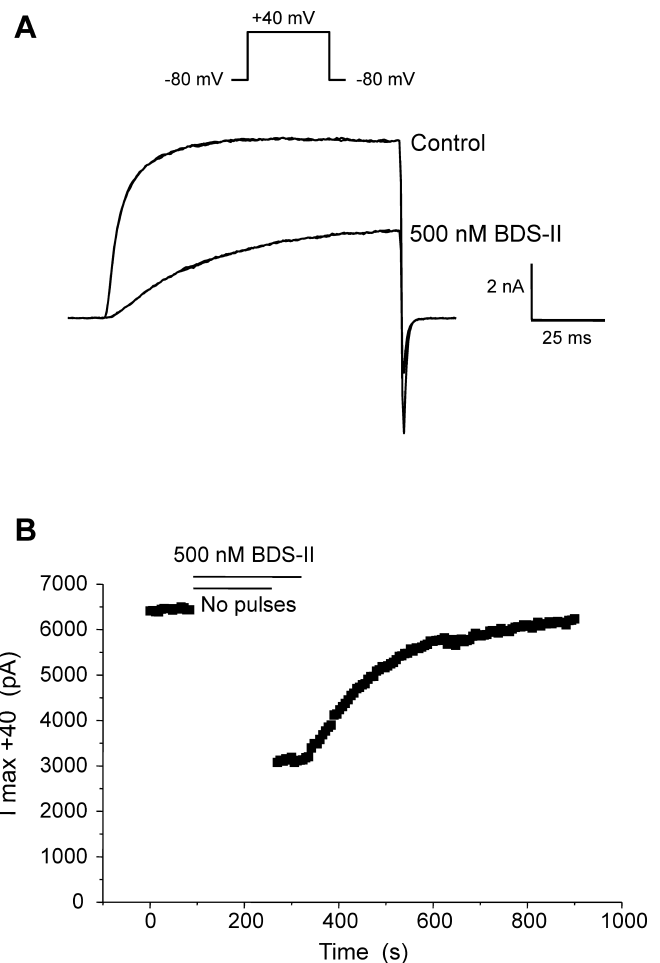 A
+40 mV
-80 mV
-80 mV
Control
500 nM BDS-II
2 nA
25 ms
B
500 nM BDS-II
No pulses
7000
6000
5000
4000
3000
2000
1000
0
I max +40 (pA)
0
200
400
600
800
1000
Time (s)